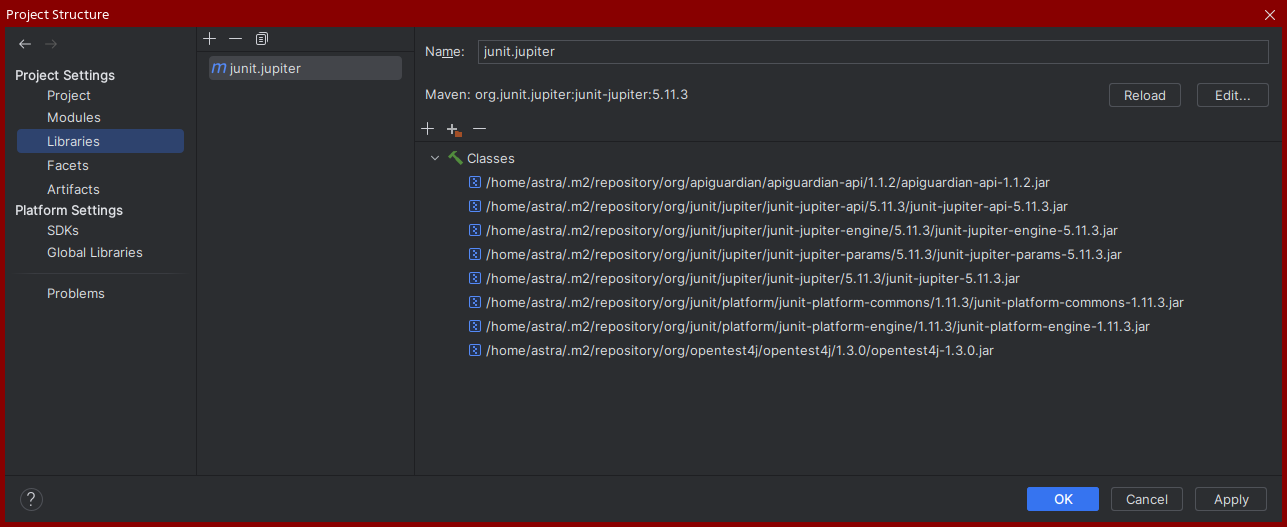 Project Structure
Project Settings
Project
Modules
Libraries
Facets
Artifacts
Platform Settings
SDKs
Global Libraries
Problems
m junit.jupiter
Name: junit.jupiter
Maven: org.junit.jupiter:junit-jupiter:5.11.3
Reload
Edit...
Classes
/home/astra/.m2/repository/org/apiguardian/apiguardian-api/1.1.2/apiguardian-api-1.1.2.jar
/home/astra/.m2/repository/org/junit/jupiter/junit-jupiter-api/5.11.3/junit-jupiter-api-5.11.3.jar
/home/astra/.m2/repository/org/junit/jupiter/junit-jupiter-engine/5.11.3/junit-jupiter-engine-5.11.3.jar
/home/astra/.m2/repository/org/junit/jupiter/junit-jupiter-params/5.11.3/junit-jupiter-params-5.11.3.jar
/home/astra/.m2/repository/org/junit/jupiter/junit-jupiter/5.11.3/junit-jupiter-5.11.3.jar
/home/astra/.m2/repository/org/junit/platform/junit-platform-commons/1.11.3/junit-platform-commons-1.11.3.jar
/home/astra/.m2/repository/org/junit/platform/junit-platform-engine/1.11.3/junit-platform-engine-1.11.3.jar
/home/astra/.m2/repository/org/opentest4j/opentest4j/1.3.0/opentest4j-1.3.0.jar
?
OK
Cancel
Apply